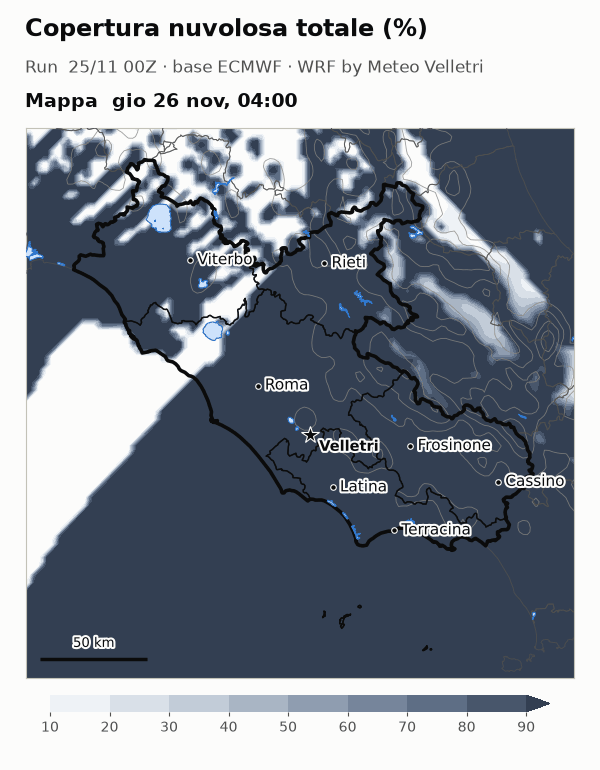 Copertura nuvolosa totale (%)
Run 25/11 00Z · base ECMWF · WRF by Meteo Velletri
Mappa gio 26 nov, 04:00
Viterbo
Rieti
Roma
Velletri
Frosinone
Latina
Cassino
Terracina
50 km
10 20 30 40 50 60 70 80 90